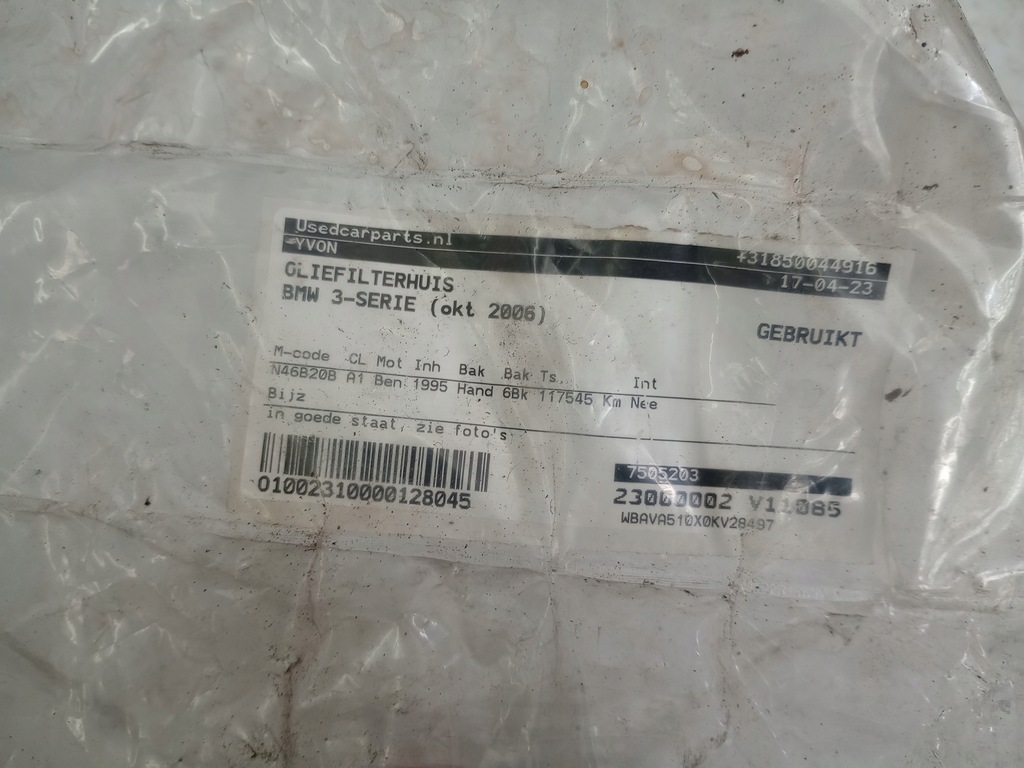 Usedcarparts.nl +31850044916
YVON 17-04-23
OLIEFILTERHUIS
BMW 3-SERIE (okt 2006)
GEBRUIKT
M-code CL Mot Inh Bak Bak Ts... Int
N46B20B A1 Ben 1995 Hand 6Bk 117545 Km Nee
Bijz
in goede staat, zie foto's
01002310000128045
7505203
23000002 V11085
WBAVA510X0KV28497